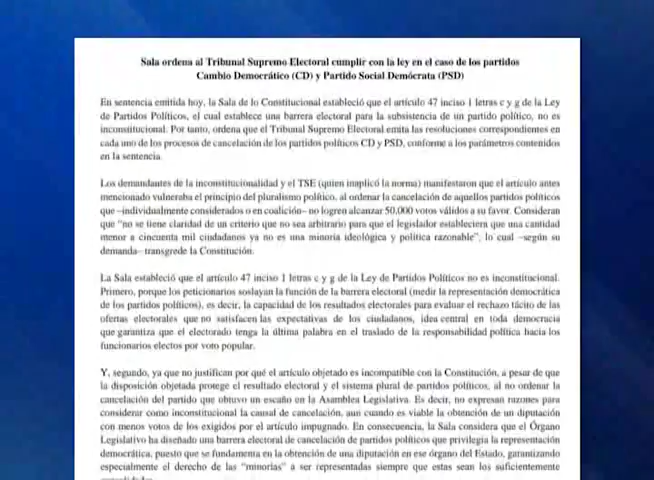 Sala ordena al Tribunal Supremo Electoral cumplir con la ley en el caso de los partidos
Cambio Democrático (CD) y Partido Social Demócrata (PSD)
En sentencia emitida hoy, la Sala de lo Constitucional estableció que el artículo 47 inciso 1 letras c y g de la Ley
de Partidos Políticos, el cual establece una barrera electoral para la subsistencia de un partido político, no es
inconstitucional. Por tanto, ordena que el Tribunal Supremo Electoral emita las resoluciones correspondientes en
cada uno de los procesos de cancelación de los partidos políticos CD y PSD, conforme a los parámetros contenidos
en la sentencia.
Los demandantes de la inconstitucionalidad y el TSE (quien inaplicó la norma) manifestaron que el artículo antes
mencionado vulneraba el principio del pluralismo político, al ordenar la cancelación de aquellos partidos políticos
que –individualmente considerados o en coalición– no logren alcanzar 50,000 votos válidos a su favor. Consideran
que “no se tiene claridad de un criterio que no sea arbitrario para que el legislador estableciera que una cantidad
menor a cincuenta mil ciudadanos ya no es una minoría ideológica y política razonable”; lo cual –según su
demanda– transgrede la Constitución.
La Sala estableció que el artículo 47 inciso 1 letras c y g de la Ley de Partidos Políticos no es inconstitucional.
Primero, porque los peticionarios soslayan la función de la barrera electoral (medir la representación democrática
de los partidos políticos), es decir, la capacidad de los resultados electorales para evaluar el rechazo tácito de las
ofertas electorales que no satisfacen las expectativas de los ciudadanos, idea central en toda democracia
que garantiza que el electorado tenga la última palabra en el traslado de la responsabilidad política hacia los
funcionarios electos por voto popular.
Y, segundo, ya que no justifican por qué el artículo objetado es incompatible con la Constitución, a pesar de que
la disposición objetada protege el resultado electoral y el sistema plural de partidos políticos, al no ordenar la
cancelación del partido que obtuvo un escaño en la Asamblea Legislativa. Es decir, no expresan razones para
considerar como inconstitucional la causal de cancelación, aun cuando es viable la obtención de un diputación
con menos votos de los exigidos por el artículo impugnado. En consecuencia, la Sala considera que el Órgano
Legislativo ha diseñado una barrera electoral de cancelación de partidos políticos que privilegia la representación
democrática, puesto que se fundamenta en la obtención de una diputación en ese órgano del Estado, garantizando
especialmente el derecho de las “minorías” a ser representadas siempre que estas sean los suficientemente